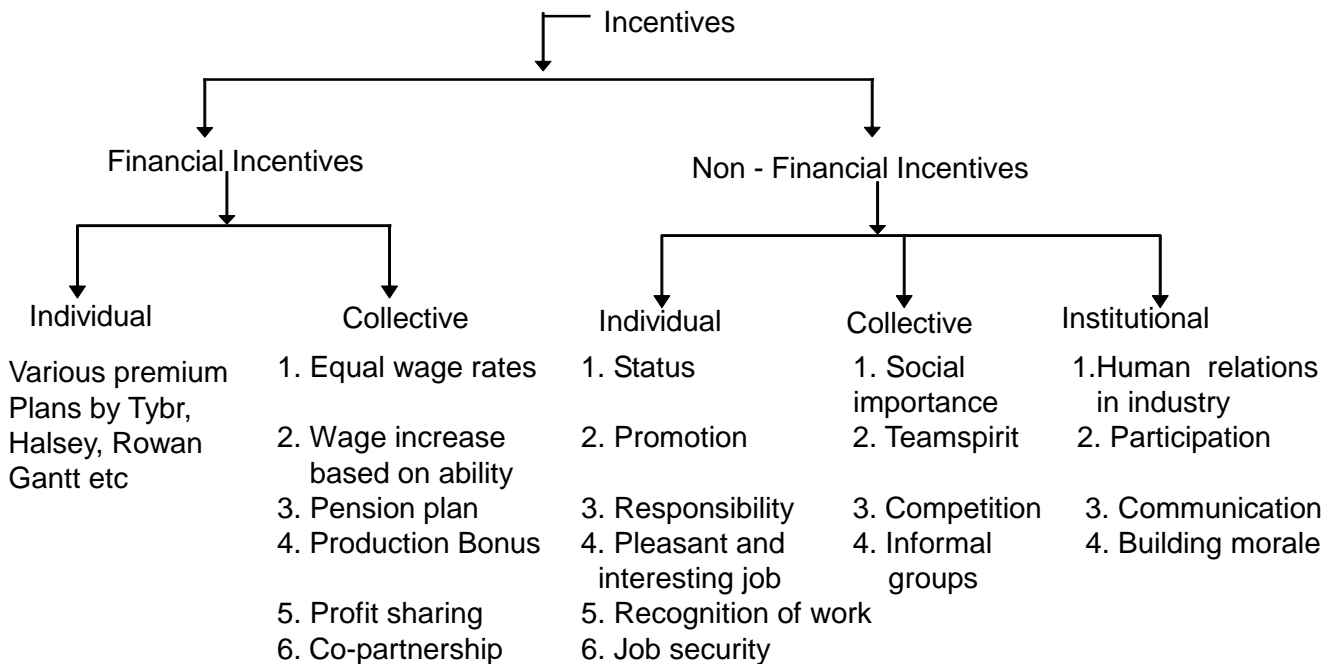 Incentives
Financial Incentives
Non - Financial Incentives
Individual
Various premium
Plans by Tybr,
Halsey, Rowan
Gantt etc
Collective
1. Equal wage rates
2. Wage increase
based on ability
3. Pension plan
4. Production Bonus
5. Profit sharing
6. Co-partnership
Individual
1. Status
2. Promotion
3. Responsibility
4. Pleasant and
interesting job
5. Recognition of work
6. Job security
Collective
1. Social
importance
2. Teamspirit
3. Competition
4. Informal
groups
Institutional
1.Human relations
in industry
2. Participation
3. Communication
4. Building morale